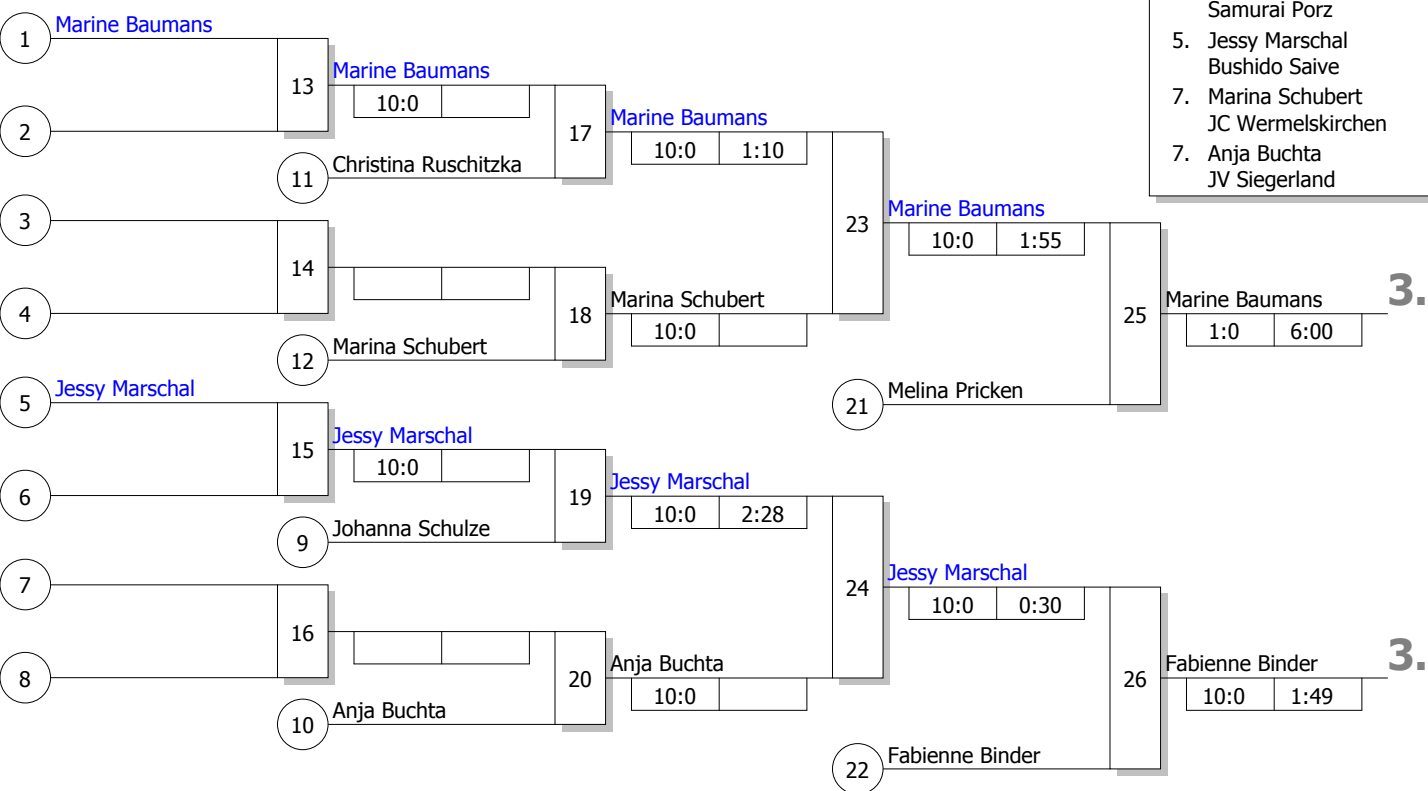 Samurai Porz
5. Jessy Marschal
Bushido Saive
7. Marina Schubert
JC Wermelskirchen
7. Anja Buchta
JV Siegerland
1 Marine Baumans
2
13
Marine Baumans
10:0
11 Christina Ruschitzka
17
Marine Baumans
10:0 1:10
3
4
14
12 Marina Schubert
18
Marina Schubert
10:0
23
Marine Baumans
10:0 1:55
21 Melina Pricken
25
Marine Baumans 3.
1:0 6:00
5 Jessy Marschal
6
15
Jessy Marschal
10:0
9 Johanna Schulze
19
Jessy Marschal
10:0 2:28
7
8
16
10 Anja Buchta
20
Anja Buchta
10:0
24
Jessy Marschal
10:0 0:30
22 Fabienne Binder
26
Fabienne Binder 3.
10:0 1:49